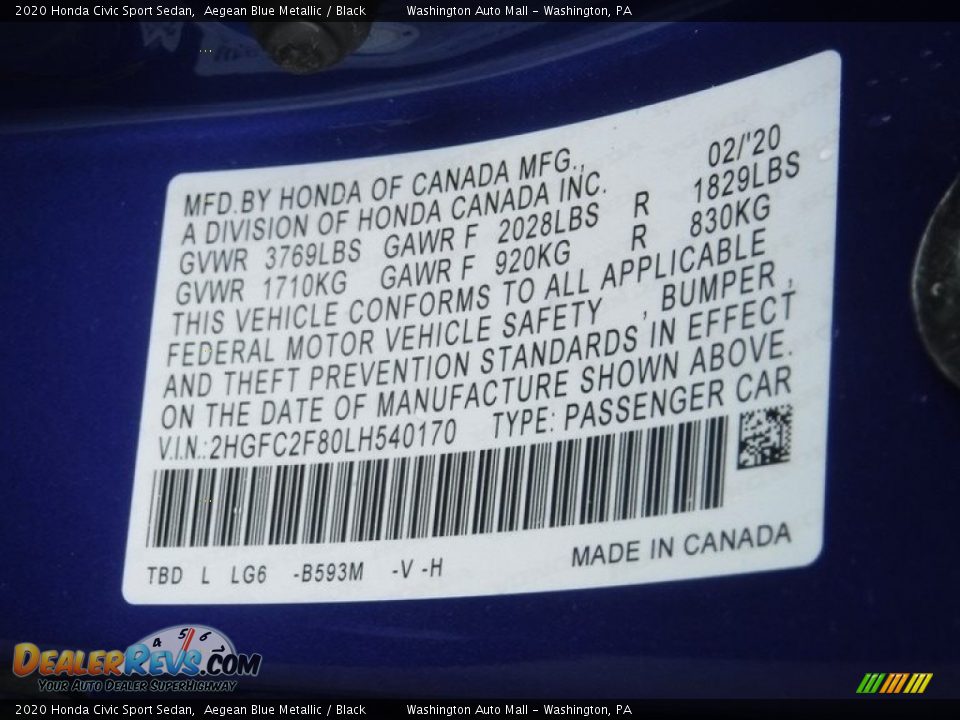 2020 Honda Civic Sport Sedan, Aegean Blue Metallic / Black Washington Auto Mall - Washington, PA
MFD.BY HONDA OF CANADA MFG., 02/'20
A DIVISION OF HONDA CANADA INC.
GVWR 3769LBS GAWR F 2028LBS R 1829LBS
GVWR 1710KG GAWR F 920KG R 830KG
THIS VEHICLE CONFORMS TO ALL APPLICABLE
FEDERAL MOTOR VEHICLE SAFETY , BUMPER ,
AND THEFT PREVENTION STANDARDS IN EFFECT
ON THE DATE OF MANUFACTURE SHOWN ABOVE.
V.I.N.:2HGFC2F80LH540170 TYPE: PASSENGER CAR
MADE IN CANADA
TBD L LG6 -B593M -V -H
4 5 6
DEALERREVS.COM
YOUR AUTO DEALER SUPERHIGHWAY
2020 Honda Civic Sport Sedan, Aegean Blue Metallic / Black Washington Auto Mall - Washington, PA